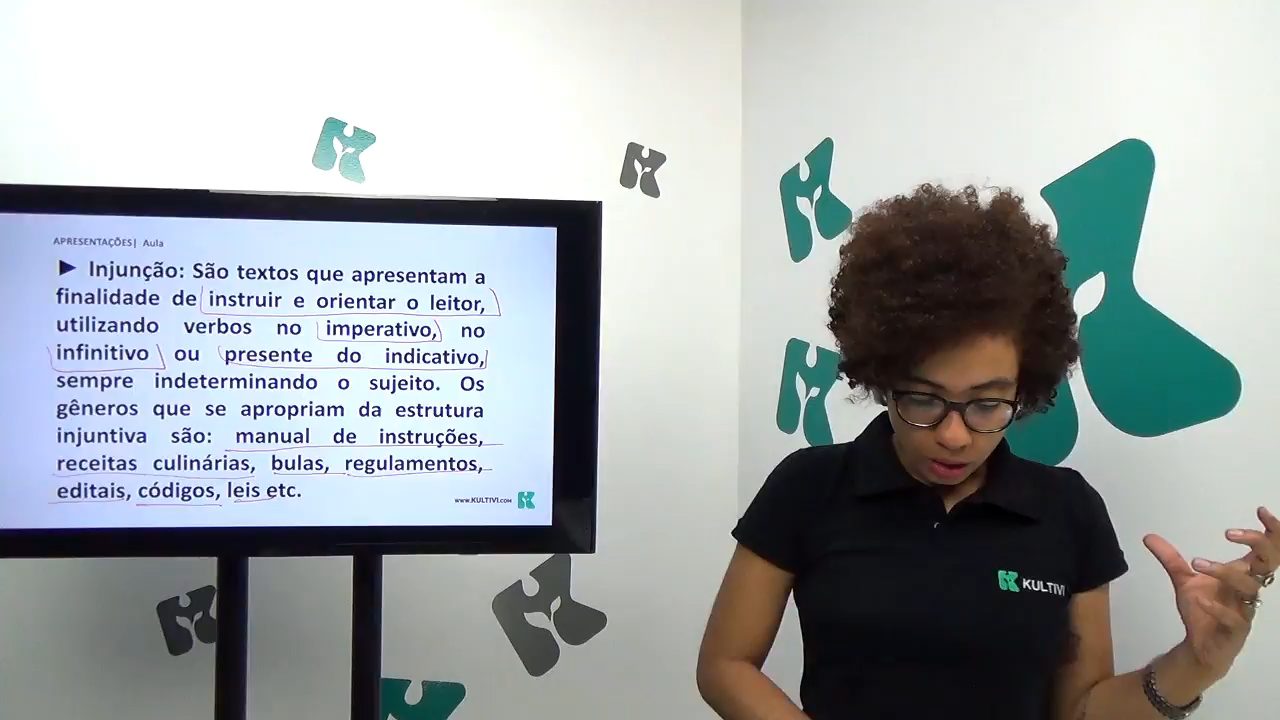 APRESENTAÇÕES| Aula
► Injunção: São textos que apresentam a
finalidade de instruir e orientar o leitor,
utilizando verbos no imperativo, no
infinitivo ou presente do indicativo,
sempre indeterminando o sujeito. Os
gêneros que se apropriam da estrutura
injuntiva são: manual de instruções,
receitas culinárias, bulas, regulamentos,
editais, códigos, leis etc.
www.KULTIVI.COM
KULTIVI